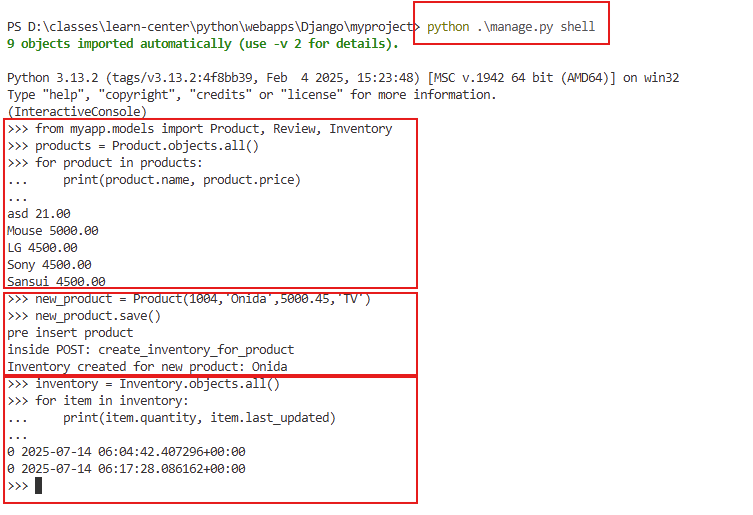 PS D:\classes\learn-center\python\webapps\Django\myproject> python .\manage.py shell
9 objects imported automatically (use -v 2 for details).
Python 3.13.2 (tags/v3.13.2:4f8bb39, Feb  4 2025, 15:23:48) [MSC v.1942 64 bit (AMD64)] on win32
Type "help", "copyright", "credits" or "license" for more information.
(InteractiveConsole)
>>> from myapp.models import Product, Review, Inventory
>>> products = Product.objects.all()
>>> for product in products:
...     print(product.name, product.price)
...
asd 21.00
Mouse 5000.00
LG 4500.00
Sony 4500.00
Sansui 4500.00
>>> new_product = Product(1004,'Onida',5000.45,'TV')
>>> new_product.save()
pre insert product
inside POST: create_inventory_for_product
Inventory created for new product: Onida
>>> inventory = Inventory.objects.all()
>>> for item in inventory:
...     print(item.quantity, item.last_updated)
...
0 2025-07-14 06:04:42.407296+00:00
0 2025-07-14 06:17:28.086162+00:00
>>>